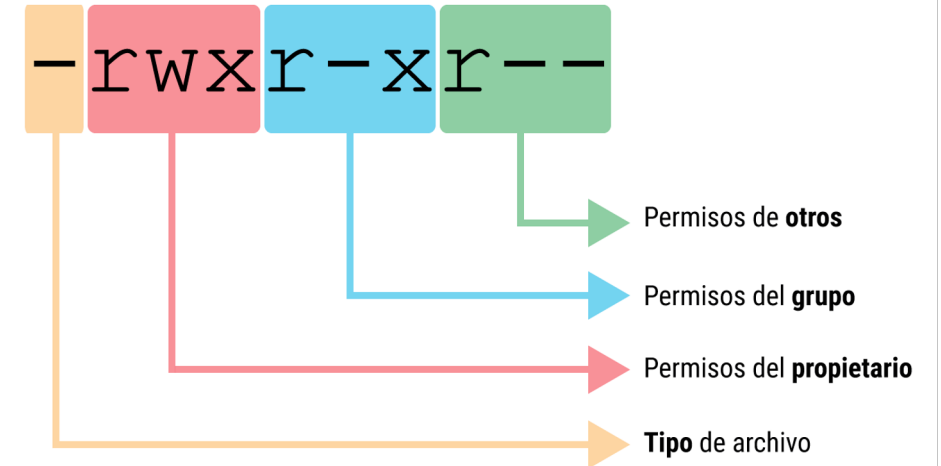 -rwxr-xr--
Permisos de otros
Permisos del grupo
Permisos del propietario
Tipo de archivo